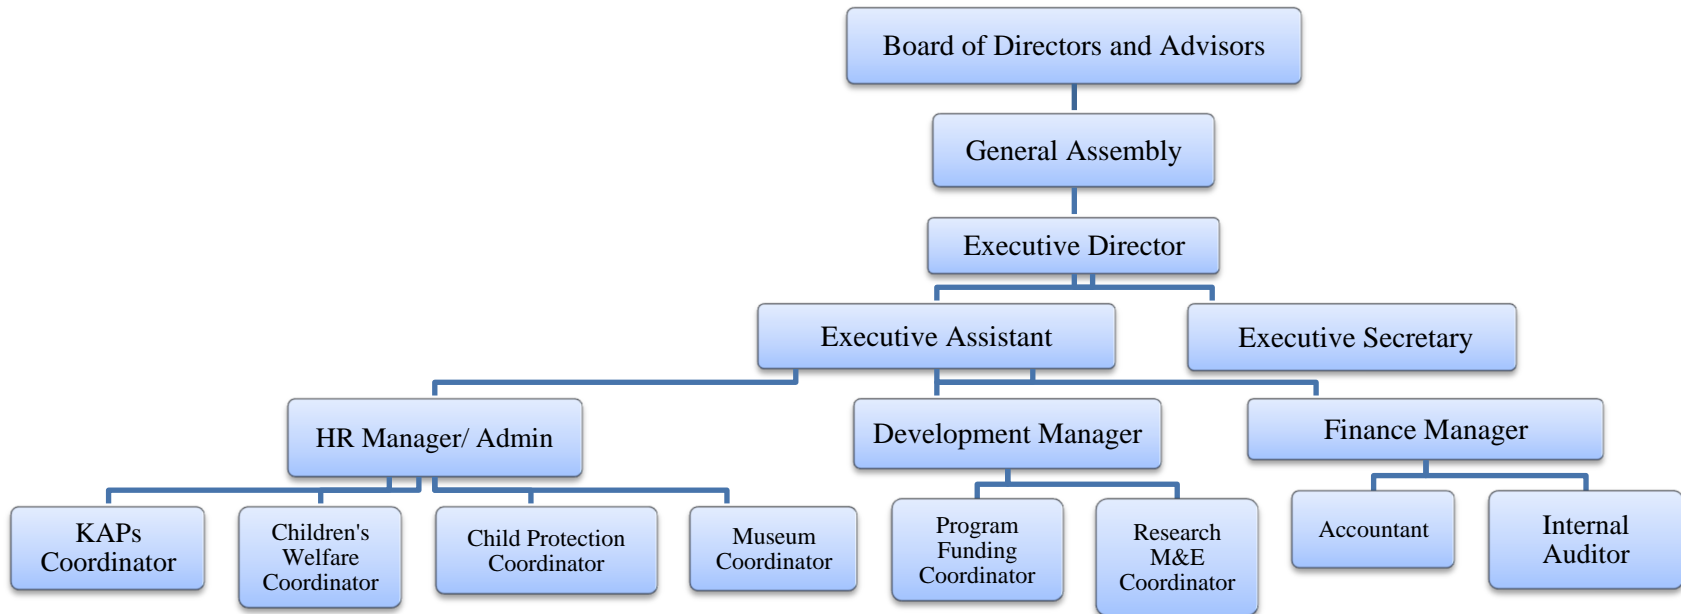 Board of Directors and Advisors
General Assembly
Executive Director
Executive Assistant
Executive Secretary
HR Manager/ Admin
Development Manager
Finance Manager
KAPs
Coordinator
Children's
Welfare
Coordinator
Child Protection
Coordinator
Museum
Coordinator
Program
Funding
Coordinator
Research
M&E
Coordinator
Accountant
Internal
Auditor